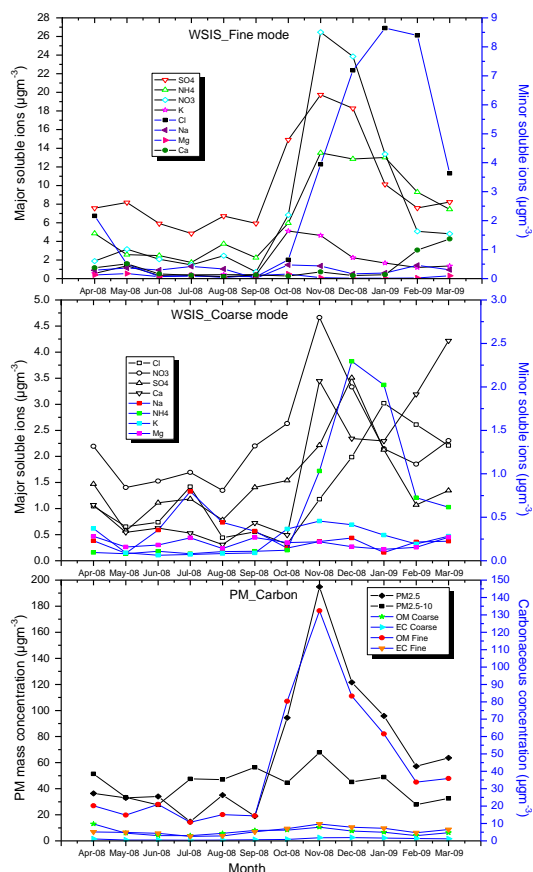 WSIS_Fine mode
Major soluble ions (µgm-3)
Minor soluble ions (µgm-3)
28
26
24
22
20
18
16
14
12
10
8
6
4
2
0
9
8
7
6
5
4
3
2
1
0
SO4
NH4
NO3
K
Cl
Na
Mg
Ca
Apr-08 May-08 Jun-08 Jul-08 Aug-08 Sep-08 Oct-08 Nov-08 Dec-08 Jan-09 Feb-09 Mar-09
WSIS_Coarse mode
Major soluble ions (µgm-3)
Minor soluble ions (µgm-3)
5.0
4.5
4.0
3.5
3.0
2.5
2.0
1.5
1.0
0.5
0.0
3.0
2.5
2.0
1.5
1.0
0.5
0.0
Cl
NO3
SO4
Ca
Na
NH4
K
Mg
Apr-08 May-08 Jun-08 Jul-08 Aug-08 Sep-08 Oct-08 Nov-08 Dec-08 Jan-09 Feb-09 Mar-09
PM_Carbon
PM mass concentration (µgm-3)
Carbonaceous concentration (µgm-3)
200
180
160
140
120
100
80
60
40
20
0
150
140
130
120
110
100
90
80
70
60
50
40
30
20
10
0
PM2.5
PM2.5-10
OM Coarse
EC Coarse
OM Fine
EC Fine
Apr-08 May-08 Jun-08 Jul-08 Aug-08 Sep-08 Oct-08 Nov-08 Dec-08 Jan-09 Feb-09 Mar-09
Month